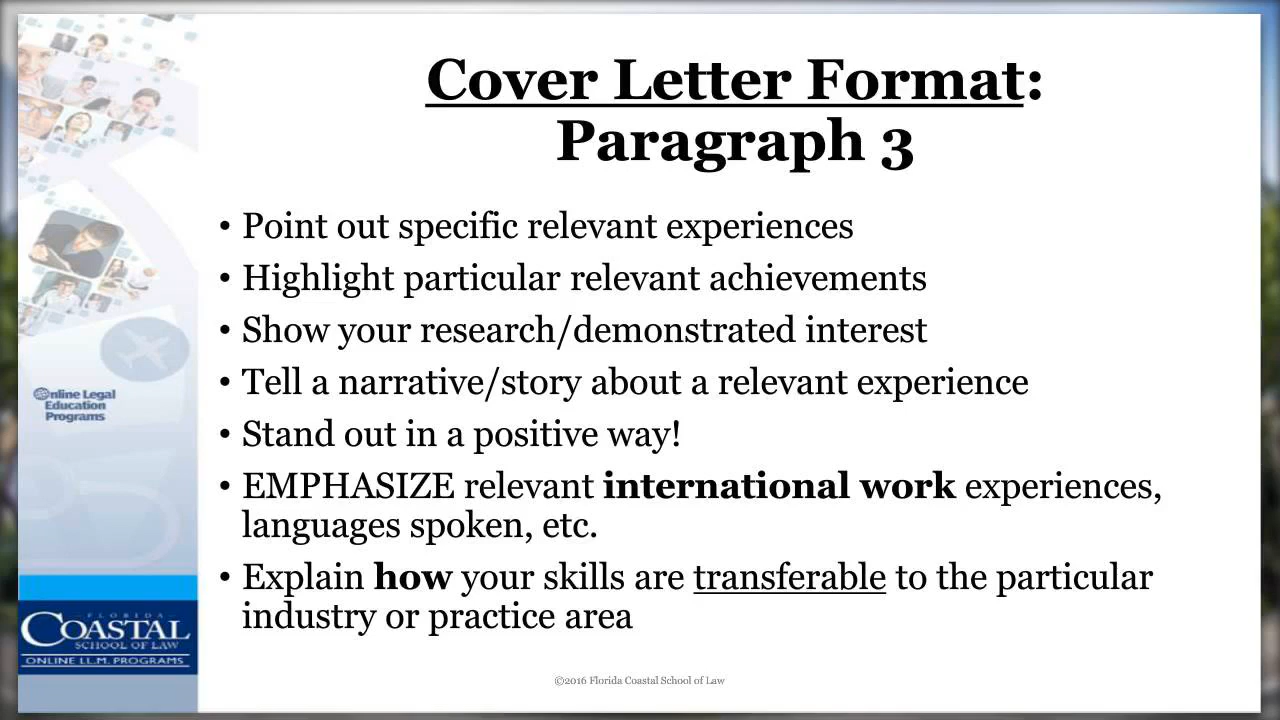 Cover Letter Format:
Paragraph 3
• Point out specific relevant experiences
• Highlight particular relevant achievements
• Show your research/demonstrated interest
• Tell a narrative/story about a relevant experience
• Stand out in a positive way!
• EMPHASIZE relevant international work experiences,
languages spoken, etc.
• Explain how your skills are transferable to the particular
industry or practice area
Online Legal
Education
Programs
FLORIDA
COASTAL
SCHOOL OF LAW
ONLINE LL.M. PROGRAMS
©2016 Florida Coastal School of Law